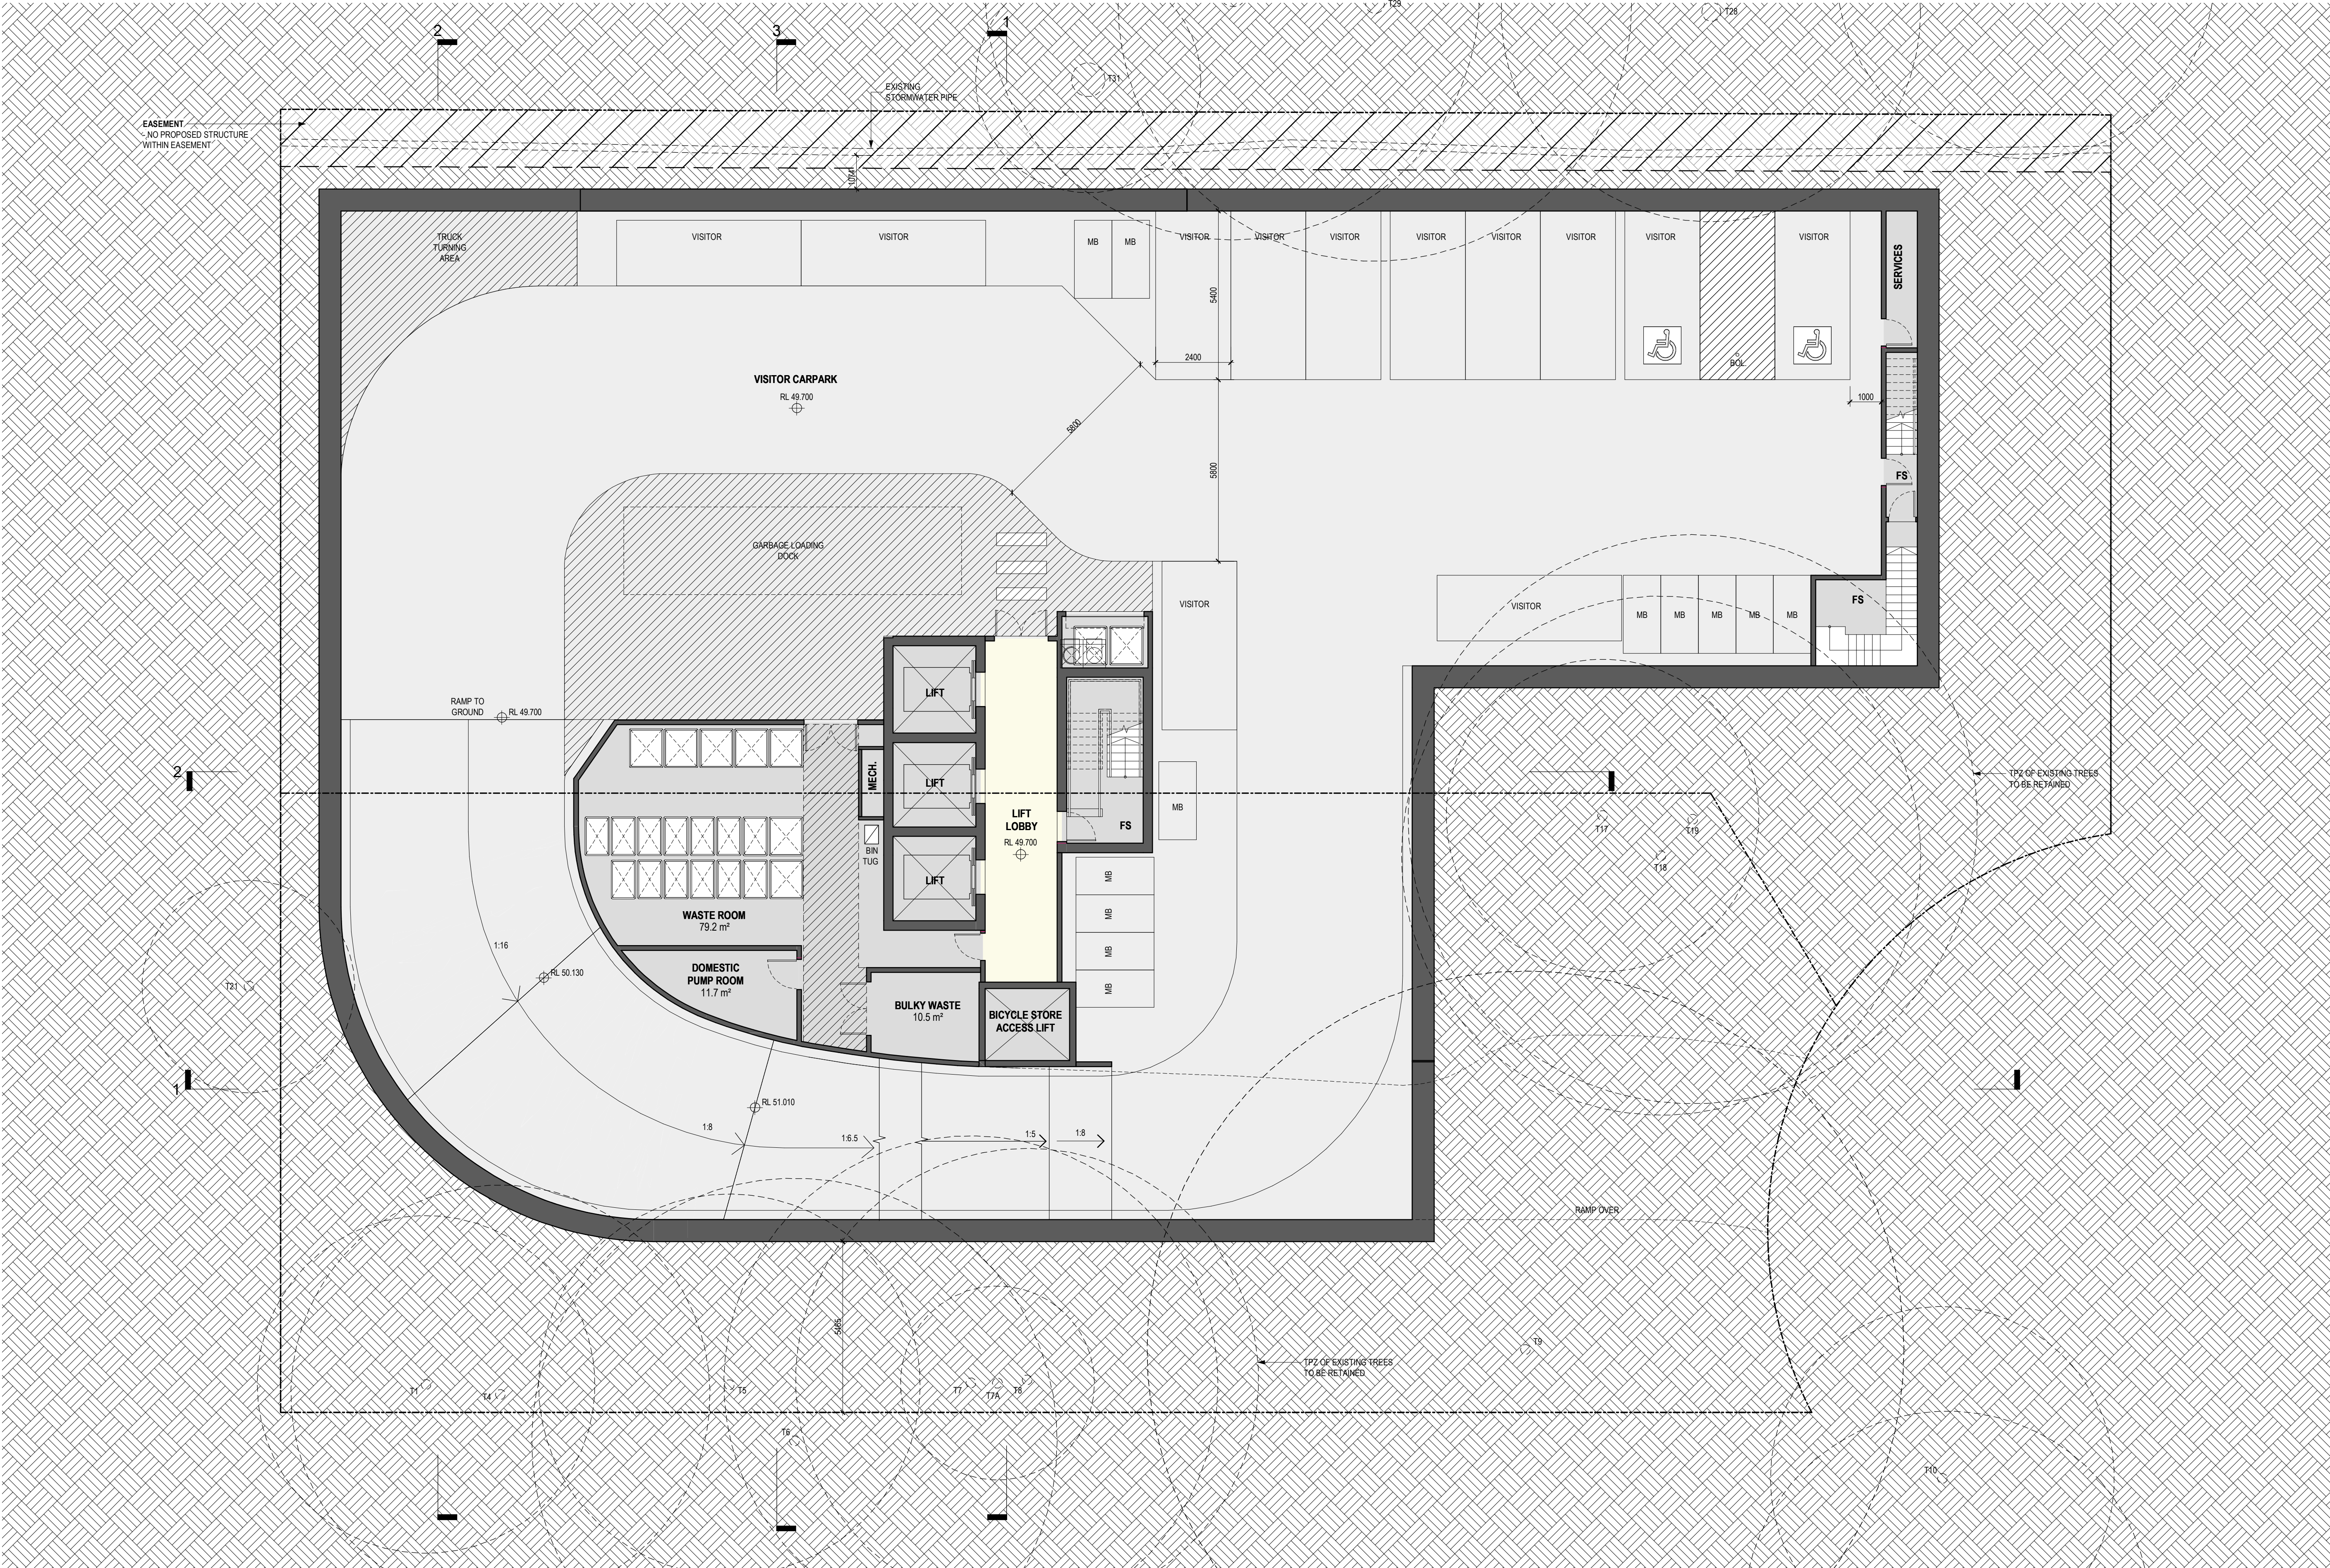 T29
T28
2
3
1
T31
EXISTING
STORMWATER PIPE
EASEMENT
- NO PROPOSED STRUCTURE
WITHIN EASEMENT
1074
TRUCK
TURNING
AREA
VISITOR
VISITOR
MB
MB
VISITOR
VISITOR
VISITOR
VISITOR
VISITOR
VISITOR
VISITOR
VISITOR
SERVICES
5400
2400
BOL.
1000
VISITOR CARPARK
RL 49.700
5800
5800
FS
GARBAGE LOADING
DOCK
VISITOR
VISITOR
MB
MB
MB
MB
MB
FS
LIFT
RAMP TO
GROUND
RL 49.700
2
MECH.
LIFT
LIFT
LOBBY
RL 49.700
FS
MB
TPZ OF EXISTING TREES
TO BE RETAINED
T17
T19
T18
BIN
TUG
LIFT
MB
MB
MB
MB
WASTE ROOM
79.2 m²
1:16
RL 50.130
DOMESTIC
PUMP ROOM
11.7 m²
T21
BULKY WASTE
10.5 m²
BICYCLE STORE
ACCESS LIFT
1
RL 51.010
1:8
1:6.5
1:5
1:8
RAMP OVER
5465
T9
TPZ OF EXISTING TREES
TO BE RETAINED
T1
T4
T5
T7
T7A
T8
T6
T10